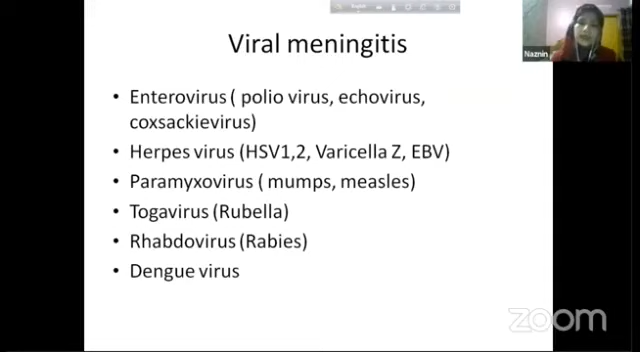 Viral meningitis
• Enterovirus ( polio virus, echovirus,
coxsackievirus)
• Herpes virus (HSV1,2, Varicella Z, EBV)
• Paramyxovirus ( mumps, measles)
• Togavirus (Rubella)
• Rhabdovirus (Rabies)
• Dengue virus
Naznin
zoom